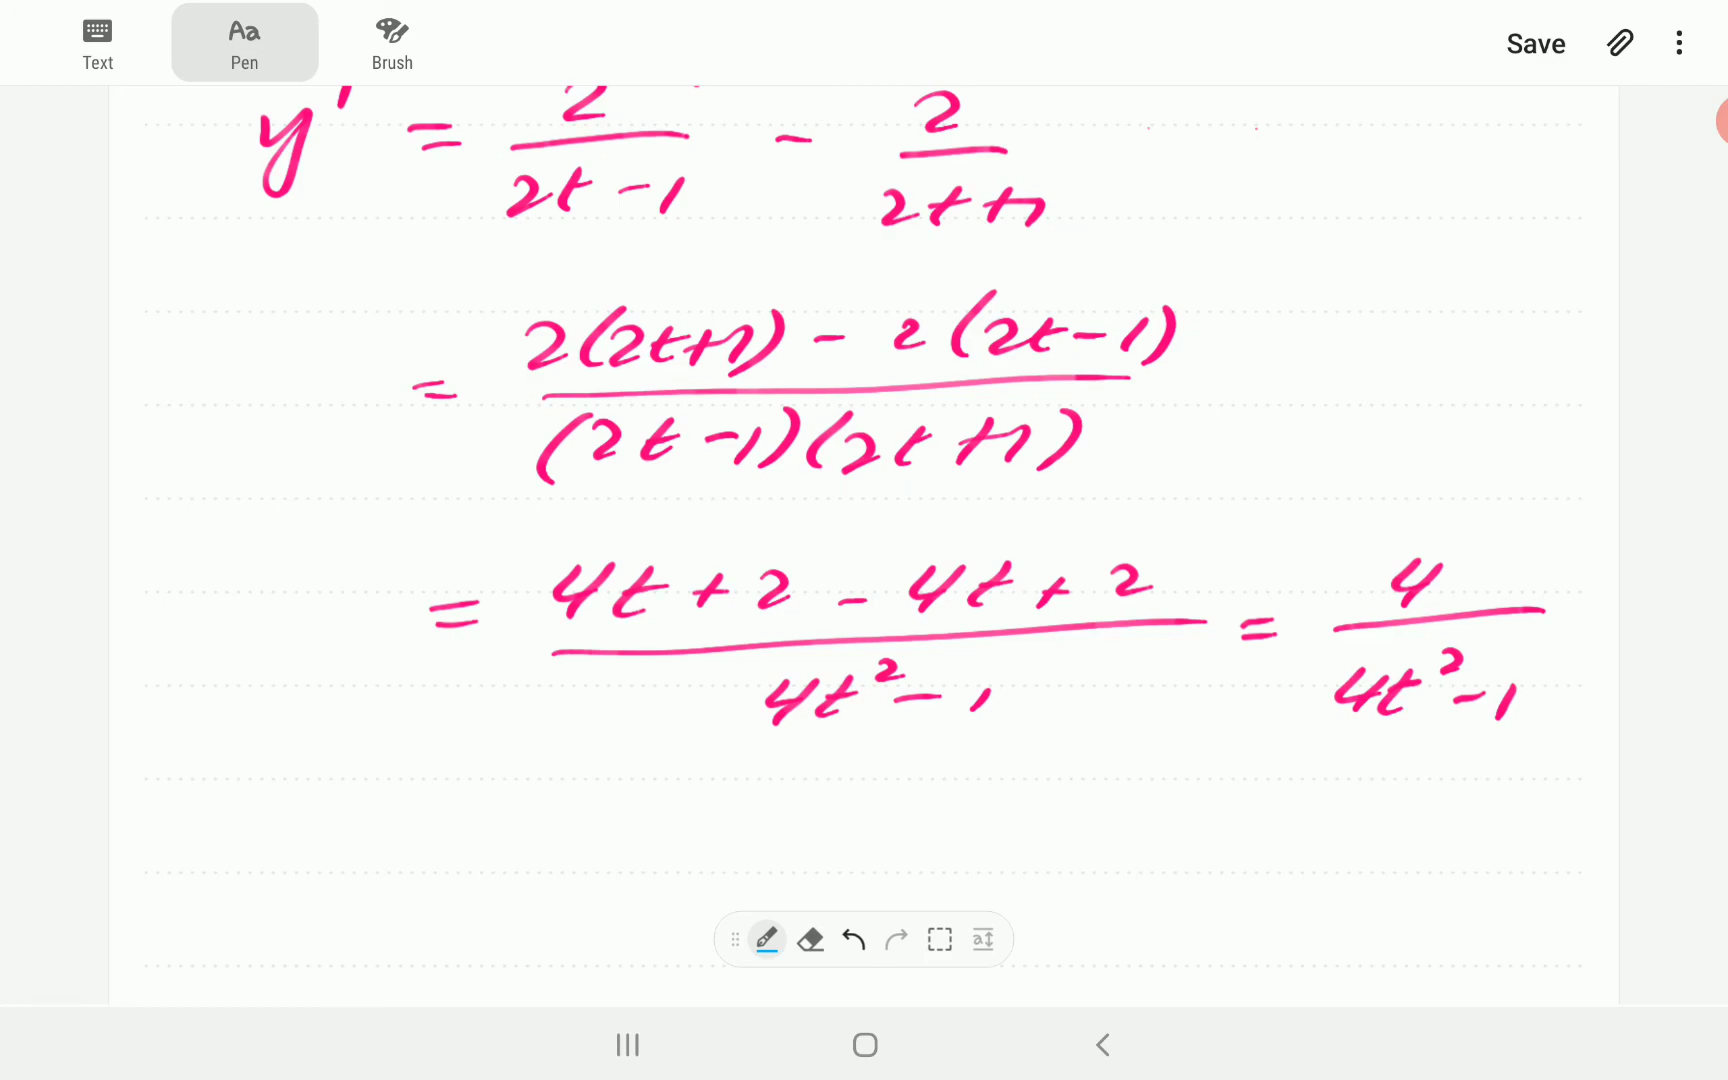 Text Pen Brush Save
y' = 2/(2t-1) - 2/(2t+1)
= (2(2t+1) - 2(2t-1))/((2t-1)(2t+1))
= (4t+2-4t+2)/(4t²-1) = 4/(4t²-1)